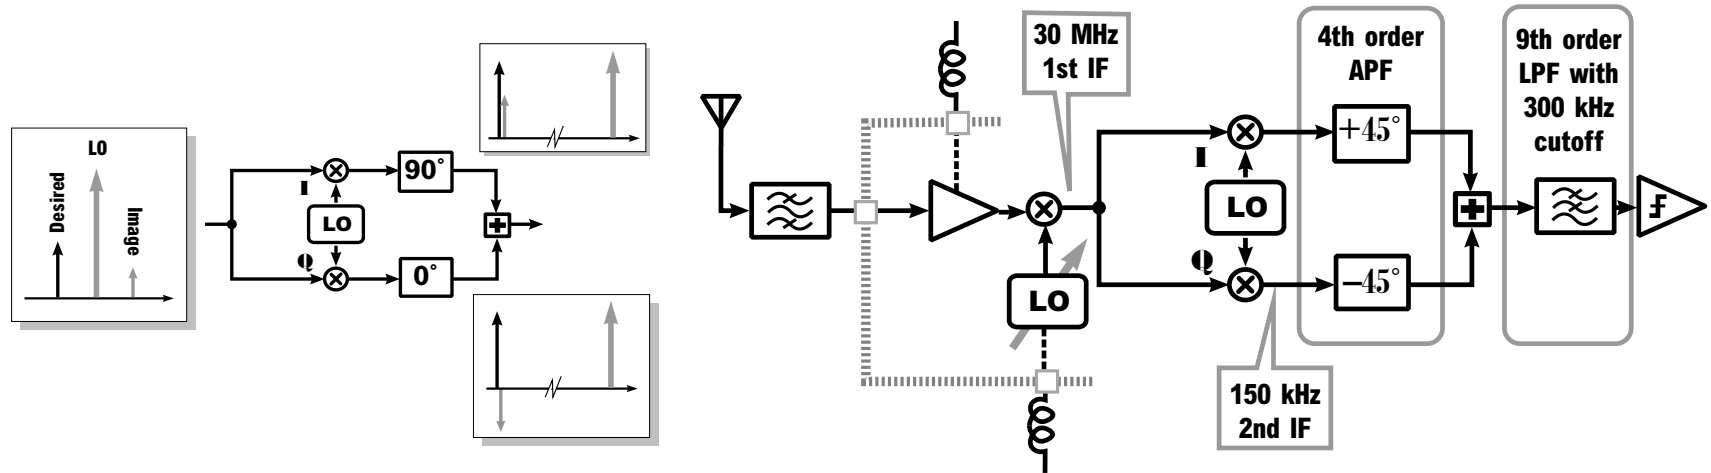 LO
Desired
Image
I
90°
LO
Q
0°
30 MHz
1st IF
I
LO
Q
LO
4th order
APF
+45°
−45°
150 kHz
2nd IF
9th order
LPF with
300 kHz
cutoff